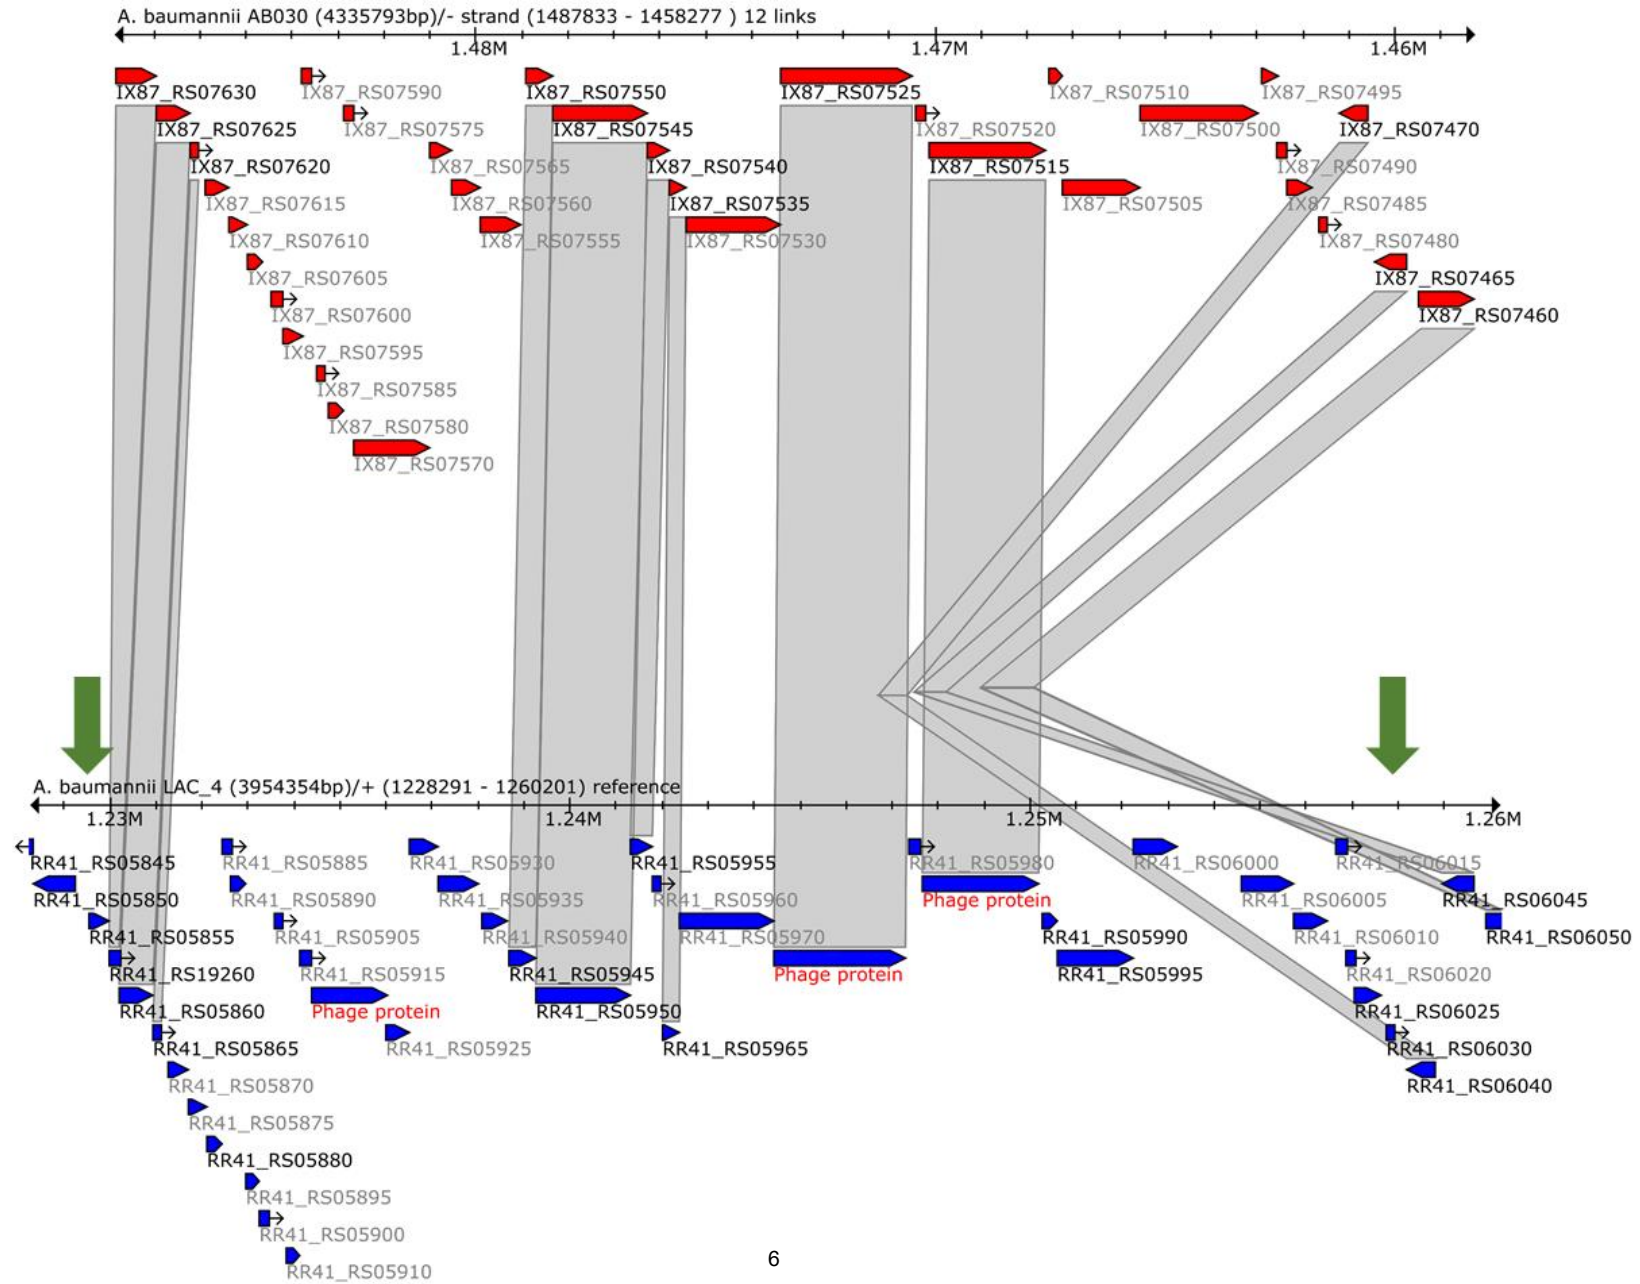 A. baumannii AB030 (4335793bp)/- strand (1487833 - 1458277 ) 12 links
1.48M 1.47M 1.46M
IX87_RS07630 IX87_RS07590 IX87_RS07550 IX87_RS07525 IX87_RS07510 IX87_RS07495
IX87_RS07625 IX87_RS07575 IX87_RS07545 IX87_RS07520 IX87_RS07500 IX87_RS07470
IX87_RS07620 IX87_RS07565 IX87_RS07540 IX87_RS07515 IX87_RS07490
IX87_RS07615 IX87_RS07560 IX87_RS07535 IX87_RS07505 IX87_RS07485
IX87_RS07610 IX87_RS07555 IX87_RS07530 IX87_RS07480
IX87_RS07605 IX87_RS07465
IX87_RS07600 IX87_RS07460
IX87_RS07595
IX87_RS07585
IX87_RS07580
IX87_RS07570
A. baumannii LAC_4 (3954354bp)/+ (1228291 - 1260201) reference
1.23M 1.24M 1.25M 1.26M
RR41_RS05845 RR41_RS05885 RR41_RS05930 RR41_RS05955 RR41_RS05980 RR41_RS06000 RR41_RS06015
RR41_RS05850 RR41_RS05890 RR41_RS05935 RR41_RS05960 Phage protein RR41_RS06005 RR41_RS06045
RR41_RS05855 RR41_RS05905 RR41_RS05940 RR41_RS05970 RR41_RS05990 RR41_RS06010 RR41_RS06050
RR41_RS19260 RR41_RS05915 RR41_RS05945 Phage protein RR41_RS05995 RR41_RS06020
RR41_RS05860 Phage protein RR41_RS05950 RR41_RS06025
RR41_RS05865 RR41_RS05925 RR41_RS05965 RR41_RS06030
RR41_RS05870 RR41_RS06040
RR41_RS05875
RR41_RS05880
RR41_RS05895
RR41_RS05900
RR41_RS05910
6